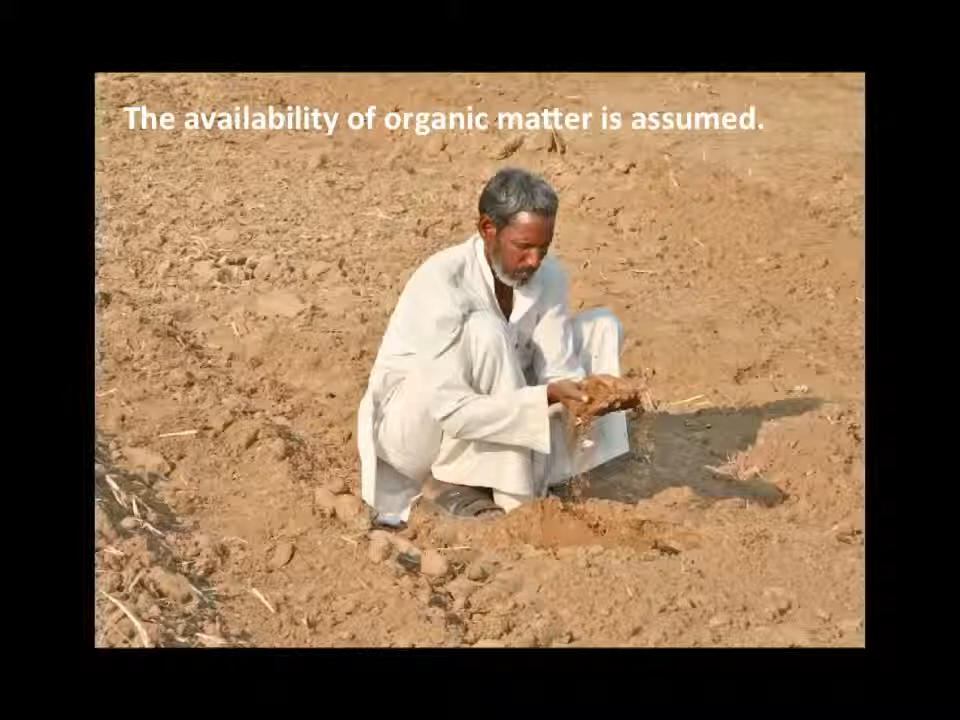 The availability of organic matter is assumed.